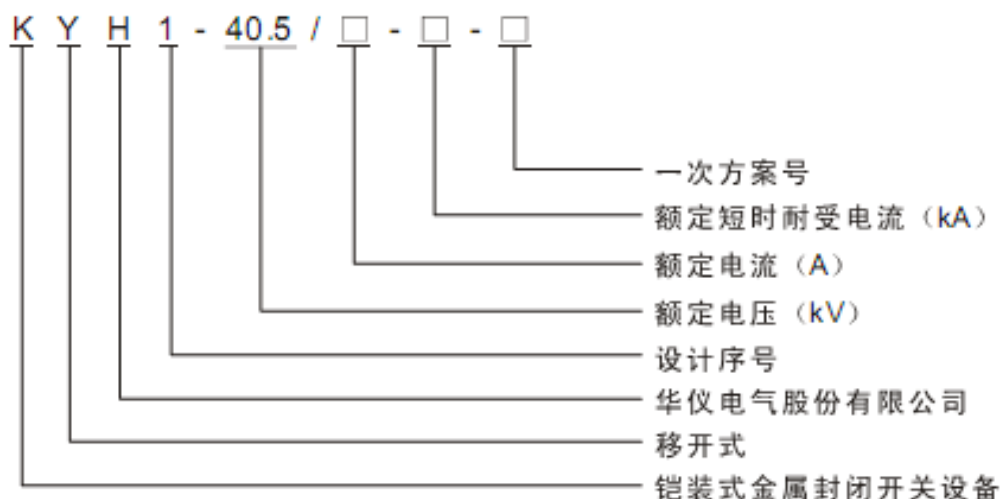 K Y H 1 - 40.5 / □ - □ - □
一次方案号
额定短时耐受电流（kA）
额定电流（A）
额定电压（kV）
设计序号
华仪电气股份有限公司
移开式
铠装式金属封闭开关设备